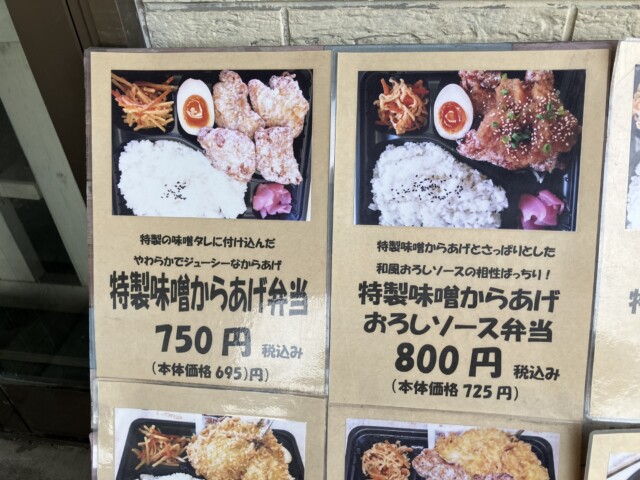 特製の味噌タレに付け込んだ
やわらかでジューシーなからあげ
特製味噌からあげ弁当
750円 税込み
(本体価格 695)円)
特製味噌からあげとさっぱりとした
和風おろしソースの相性ばっちり！
特製味噌からあげ
おろしソース弁当
800円 税込み
(本体価格 725円)